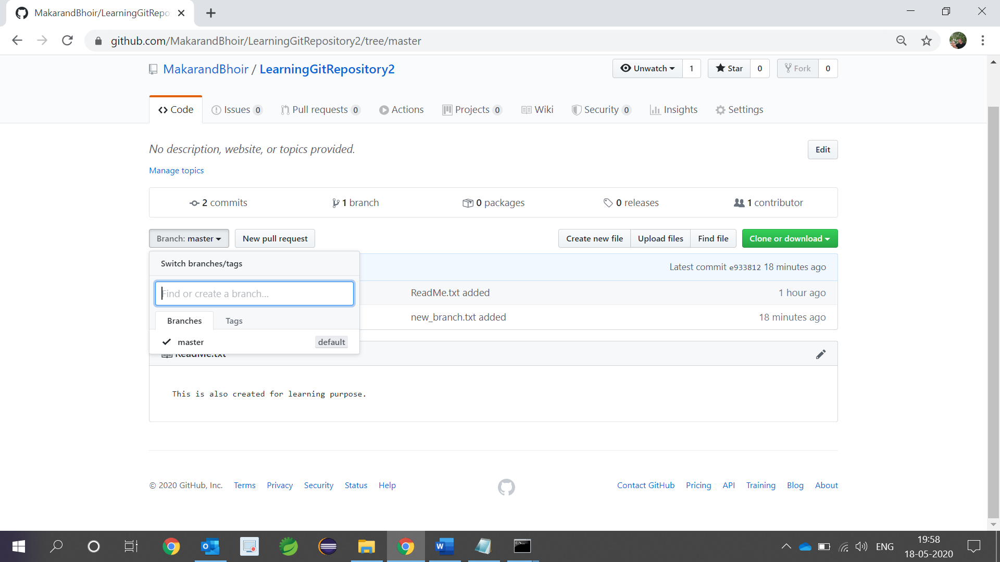 MakarandBhoir/LearningGitRepo
github.com/MakarandBhoir/LearningGitRepository2/tree/master
MakarandBhoir / LearningGitRepository2
Unwatch 1 Star 0 Fork 0
Code Issues 0 Pull requests 0 Actions Projects 0 Wiki Security 0 Insights Settings
No description, website, or topics provided.
Edit
Manage topics
2 commits 1 branch 0 packages 0 releases 1 contributor
Branch: master New pull request Create new file Upload files Find file Clone or download
Switch branches/tags
Latest commit e933812 18 minutes ago
Find or create a branch...
ReadMe.txt added 1 hour ago
new_branch.txt added 18 minutes ago
Branches Tags
master default
ReadMe.txt
This is also created for learning purpose.
© 2020 GitHub, Inc. Terms Privacy Security Status Help Contact GitHub Pricing API Training Blog About
19:58
ENG
18-05-2020